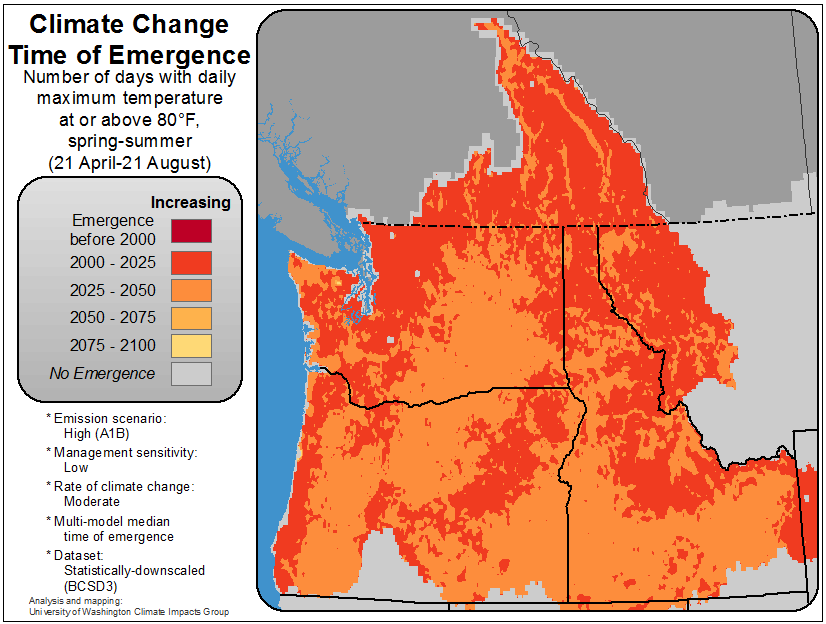 Climate Change
Time of Emergence
Number of days with daily
maximum temperature
at or above 80°F,
spring-summer
(21 April-21 August)
Increasing
Emergence
before 2000
2000 - 2025
2025 - 2050
2050 - 2075
2075 - 2100
No Emergence
* Emission scenario:
High (A1B)
* Management sensitivity:
Low
* Rate of climate change:
Moderate
* Multi-model median
time of emergence
* Dataset:
Statistically-downscaled
(BCSD3)
Analysis and mapping:
University of Washington Climate Impacts Group